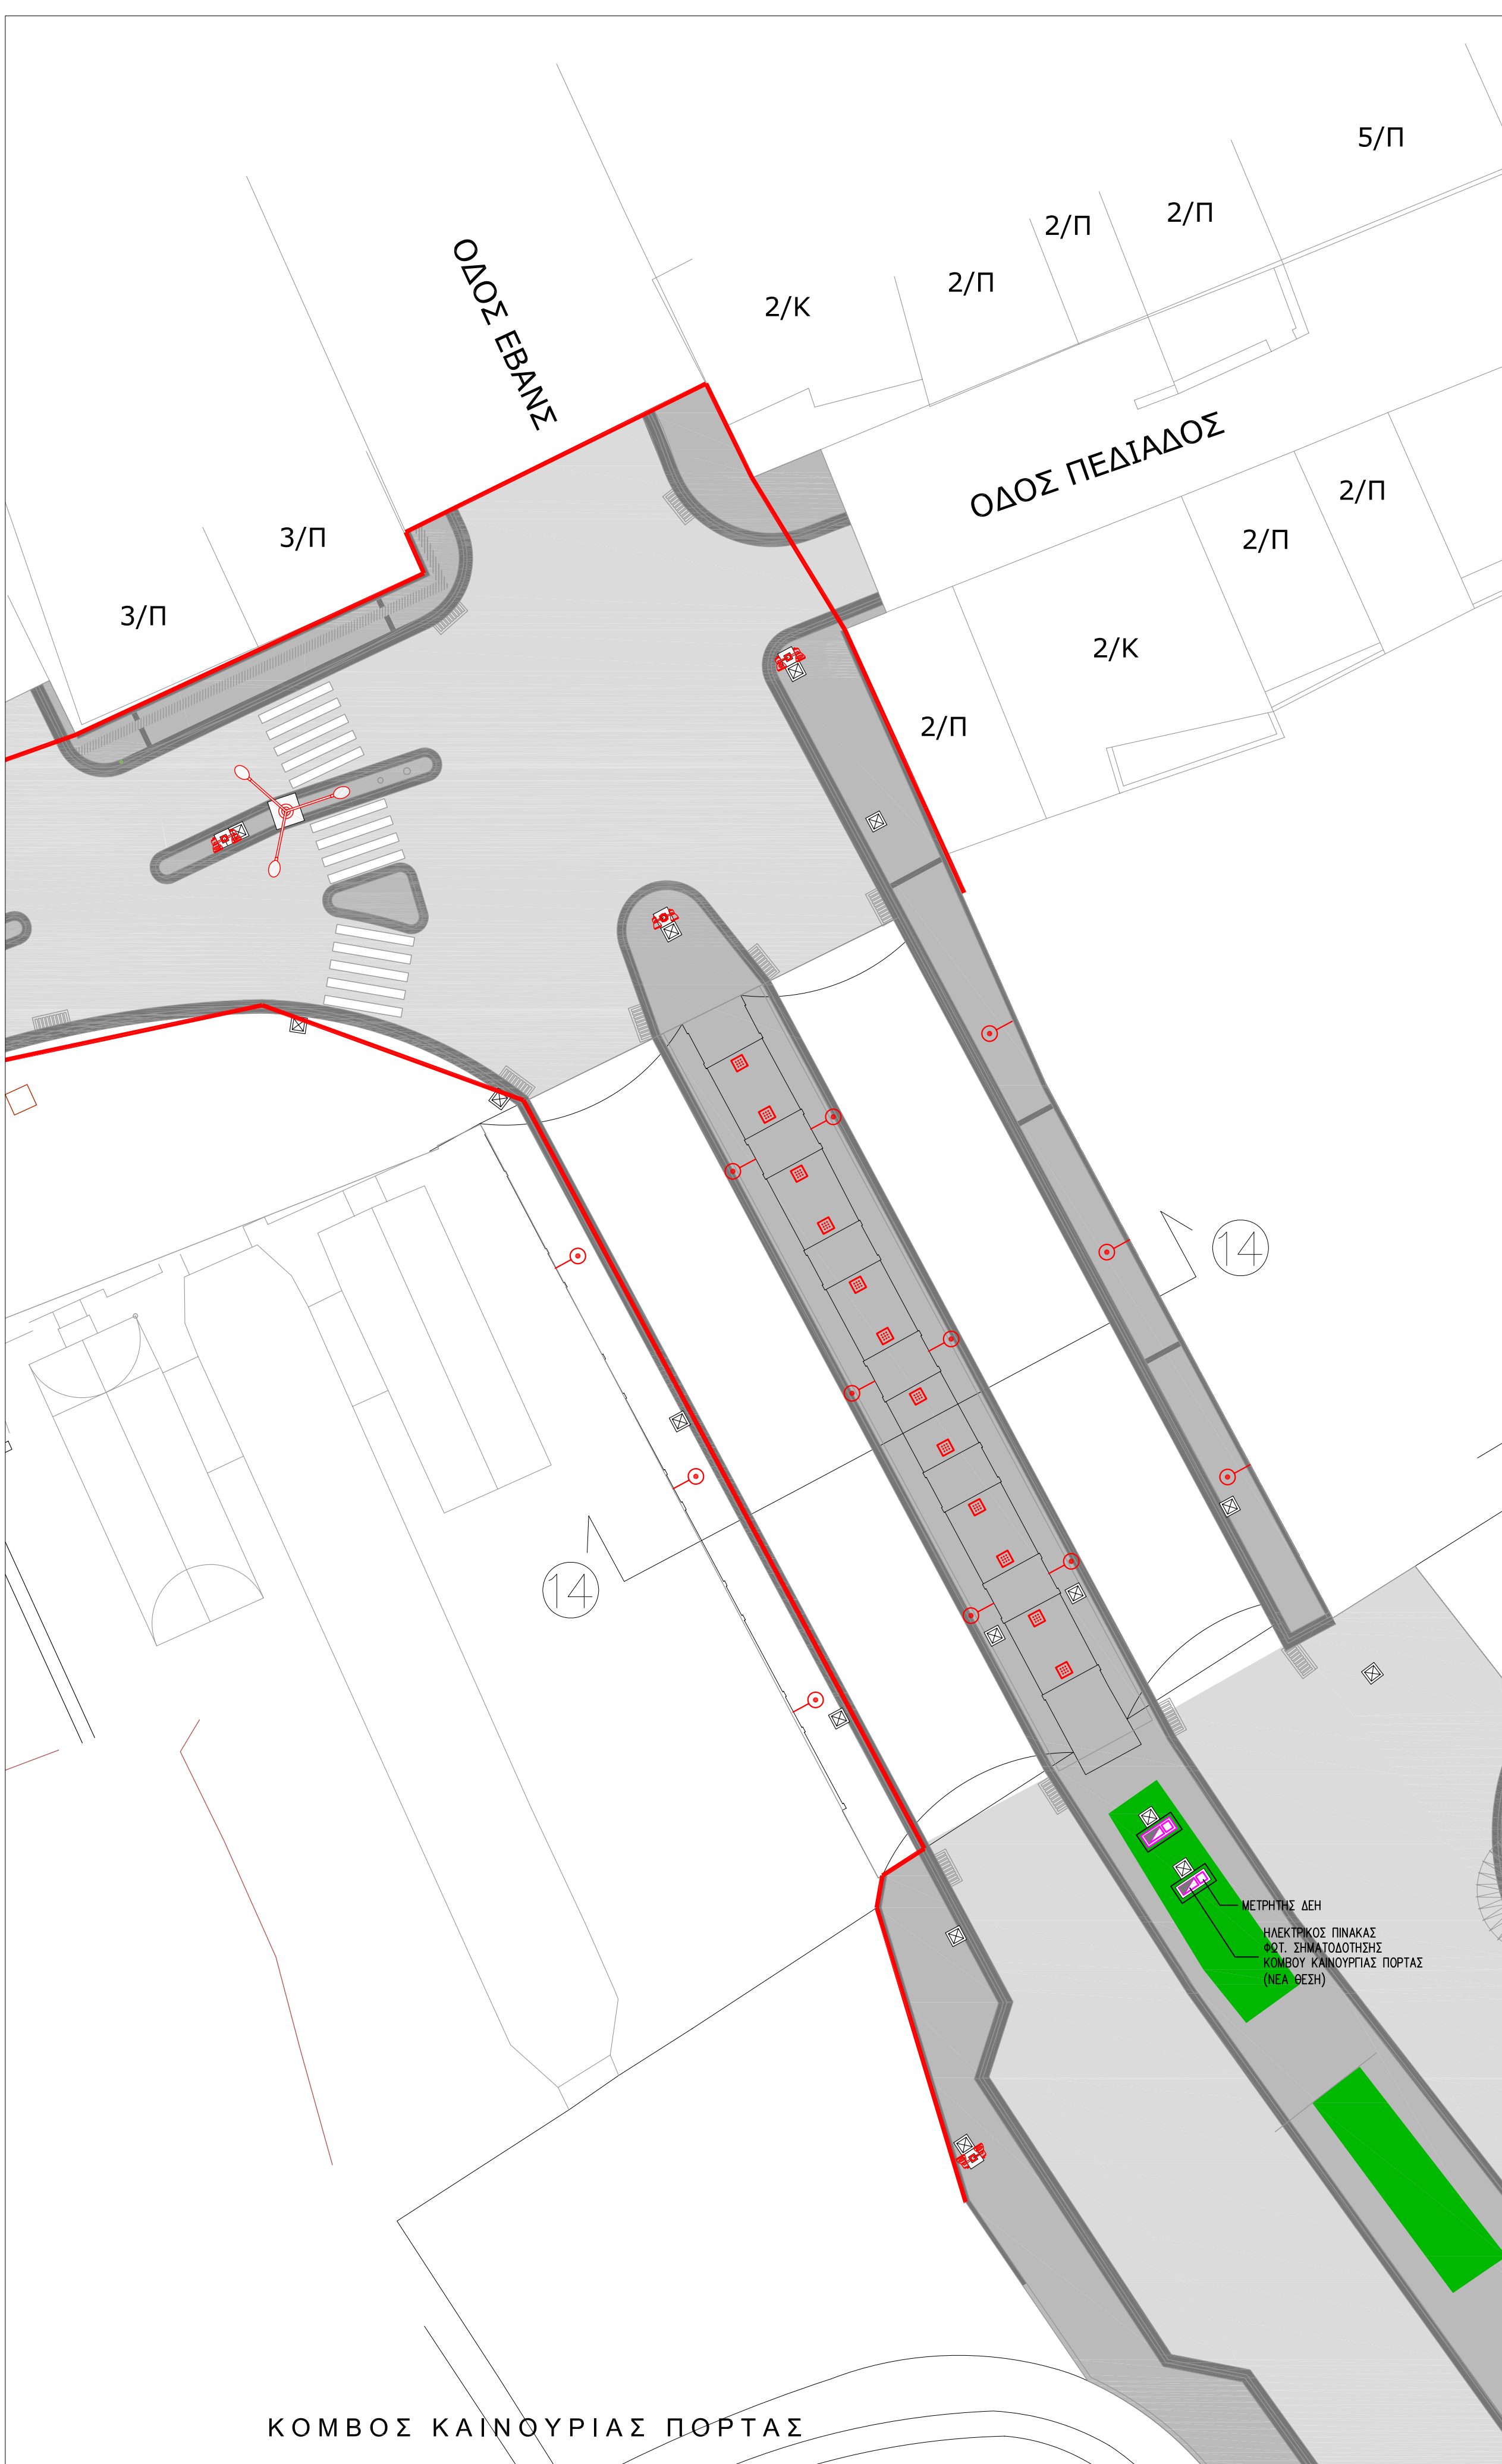 5/Π
2/Π
2/Π
2/Π
2/Κ
ΟΔΟΣ ΕΒΑΝΣ
ΟΔΟΣ ΠΕΔΙΑΔΟΣ
2/Π
2/Π
3/Π
3/Π
2/Κ
2/Π
14
14
ΜΕΤΡΗΤΗΣ ΔΕΗ
ΗΛΕΚΤΡΙΚΟΣ ΠΙΝΑΚΑΣ
ΦΩΤ. ΣΗΜΑΤΟΔΟΤΗΣΗΣ
ΚΟΜΒΟΥ ΚΑΙΝΟΥΡΓΙΑΣ ΠΟΡΤΑΣ
(ΝΕΑ ΘΕΣΗ)
ΚΟΜΒΟΣ ΚΑΙΝΟΥΡΙΑΣ ΠΟΡΤΑΣ